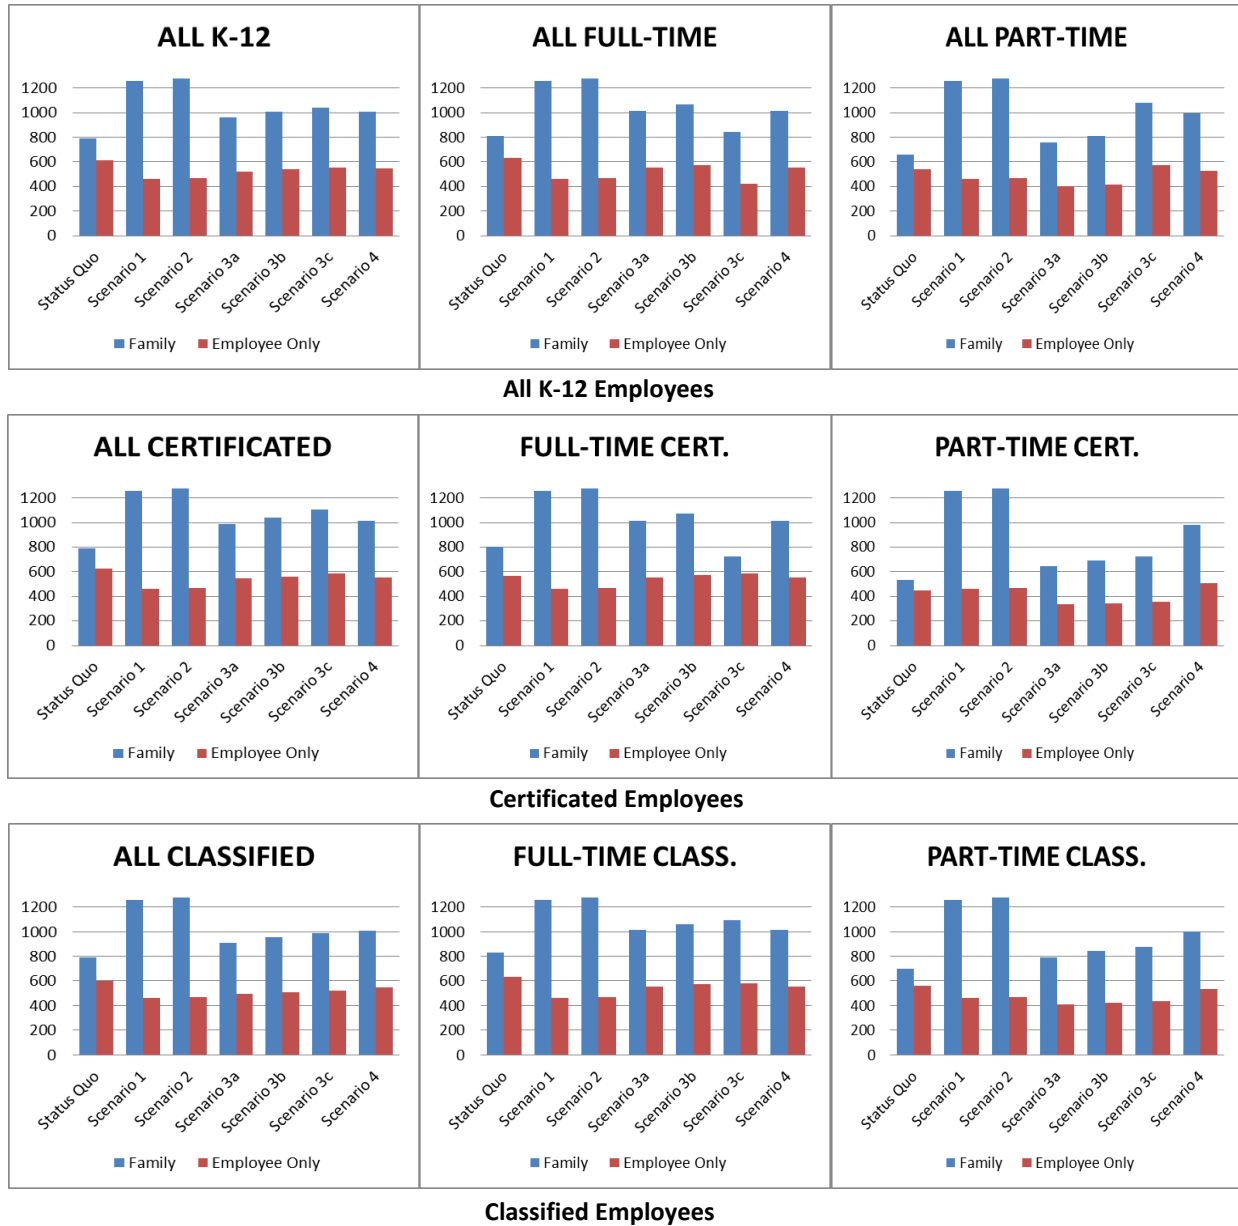 ALL K-12
1200
1000
800
600
400
200
0
Status Quo
Scenario 1
Scenario 2
Scenario 3a
Scenario 3b
Scenario 3c
Scenario 4
Family Employee Only
ALL FULL-TIME
1200
1000
800
600
400
200
0
Status Quo
Scenario 1
Scenario 2
Scenario 3a
Scenario 3b
Scenario 3c
Scenario 4
Family Employee Only
ALL PART-TIME
1200
1000
800
600
400
200
0
Status Quo
Scenario 1
Scenario 2
Scenario 3a
Scenario 3b
Scenario 3c
Scenario 4
Family Employee Only
All K-12 Employees
ALL CERTIFICATED
1200
1000
800
600
400
200
0
Status Quo
Scenario 1
Scenario 2
Scenario 3a
Scenario 3b
Scenario 3c
Scenario 4
Family Employee Only
FULL-TIME CERT.
1200
1000
800
600
400
200
0
Status Quo
Scenario 1
Scenario 2
Scenario 3a
Scenario 3b
Scenario 3c
Scenario 4
Family Employee Only
PART-TIME CERT.
1200
1000
800
600
400
200
0
Status Quo
Scenario 1
Scenario 2
Scenario 3a
Scenario 3b
Scenario 3c
Scenario 4
Family Employee Only
Certificated Employees
ALL CLASSIFIED
1200
1000
800
600
400
200
0
Status Quo
Scenario 1
Scenario 2
Scenario 3a
Scenario 3b
Scenario 3c
Scenario 4
Family Employee Only
FULL-TIME CLASS.
1200
1000
800
600
400
200
0
Status Quo
Scenario 1
Scenario 2
Scenario 3a
Scenario 3b
Scenario 3c
Scenario 4
Family Employee Only
PART-TIME CLASS.
1200
1000
800
600
400
200
0
Status Quo
Scenario 1
Scenario 2
Scenario 3a
Scenario 3b
Scenario 3c
Scenario 4
Family Employee Only
Classified Employees